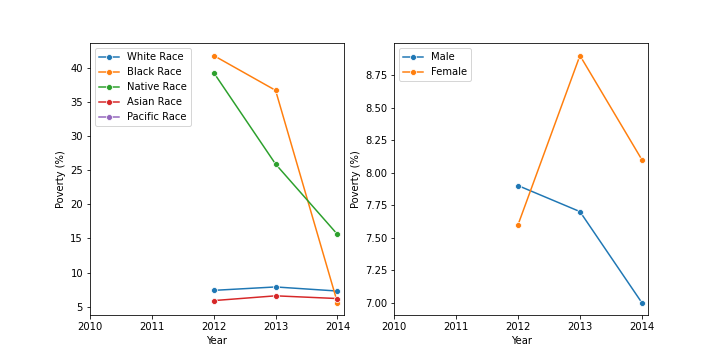 White Race
Black Race
Native Race
Asian Race
Pacific Race
40
35
30
25
20
15
10
5
Poverty (%)
2010 2011 2012 2013 2014
Year
Male
Female
8.75
8.50
8.25
8.00
7.75
7.50
7.25
7.00
Poverty (%)
2010 2011 2012 2013 2014
Year